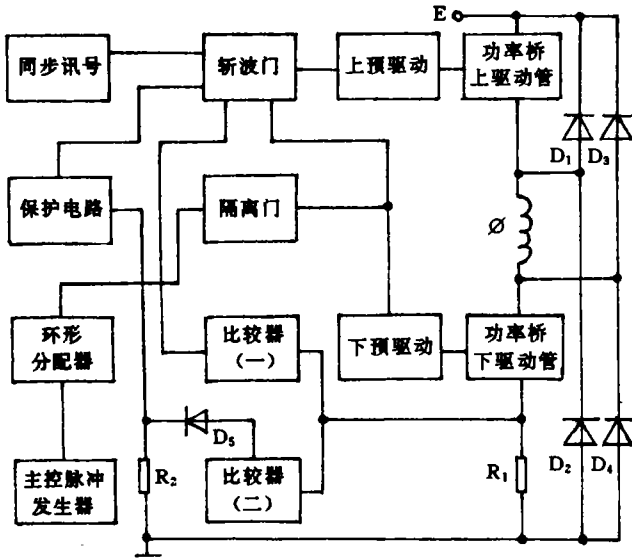 E
同步讯号
斩波门
上预驱动
功率桥
上驱动管
D1
D3
保护电路
隔离门
Ø
环形
分配器
比较器
(一)
下预驱动
功率桥
下驱动管
D5
主控脉冲
发生器
R2
比较器
(二)
R1
D2
D4